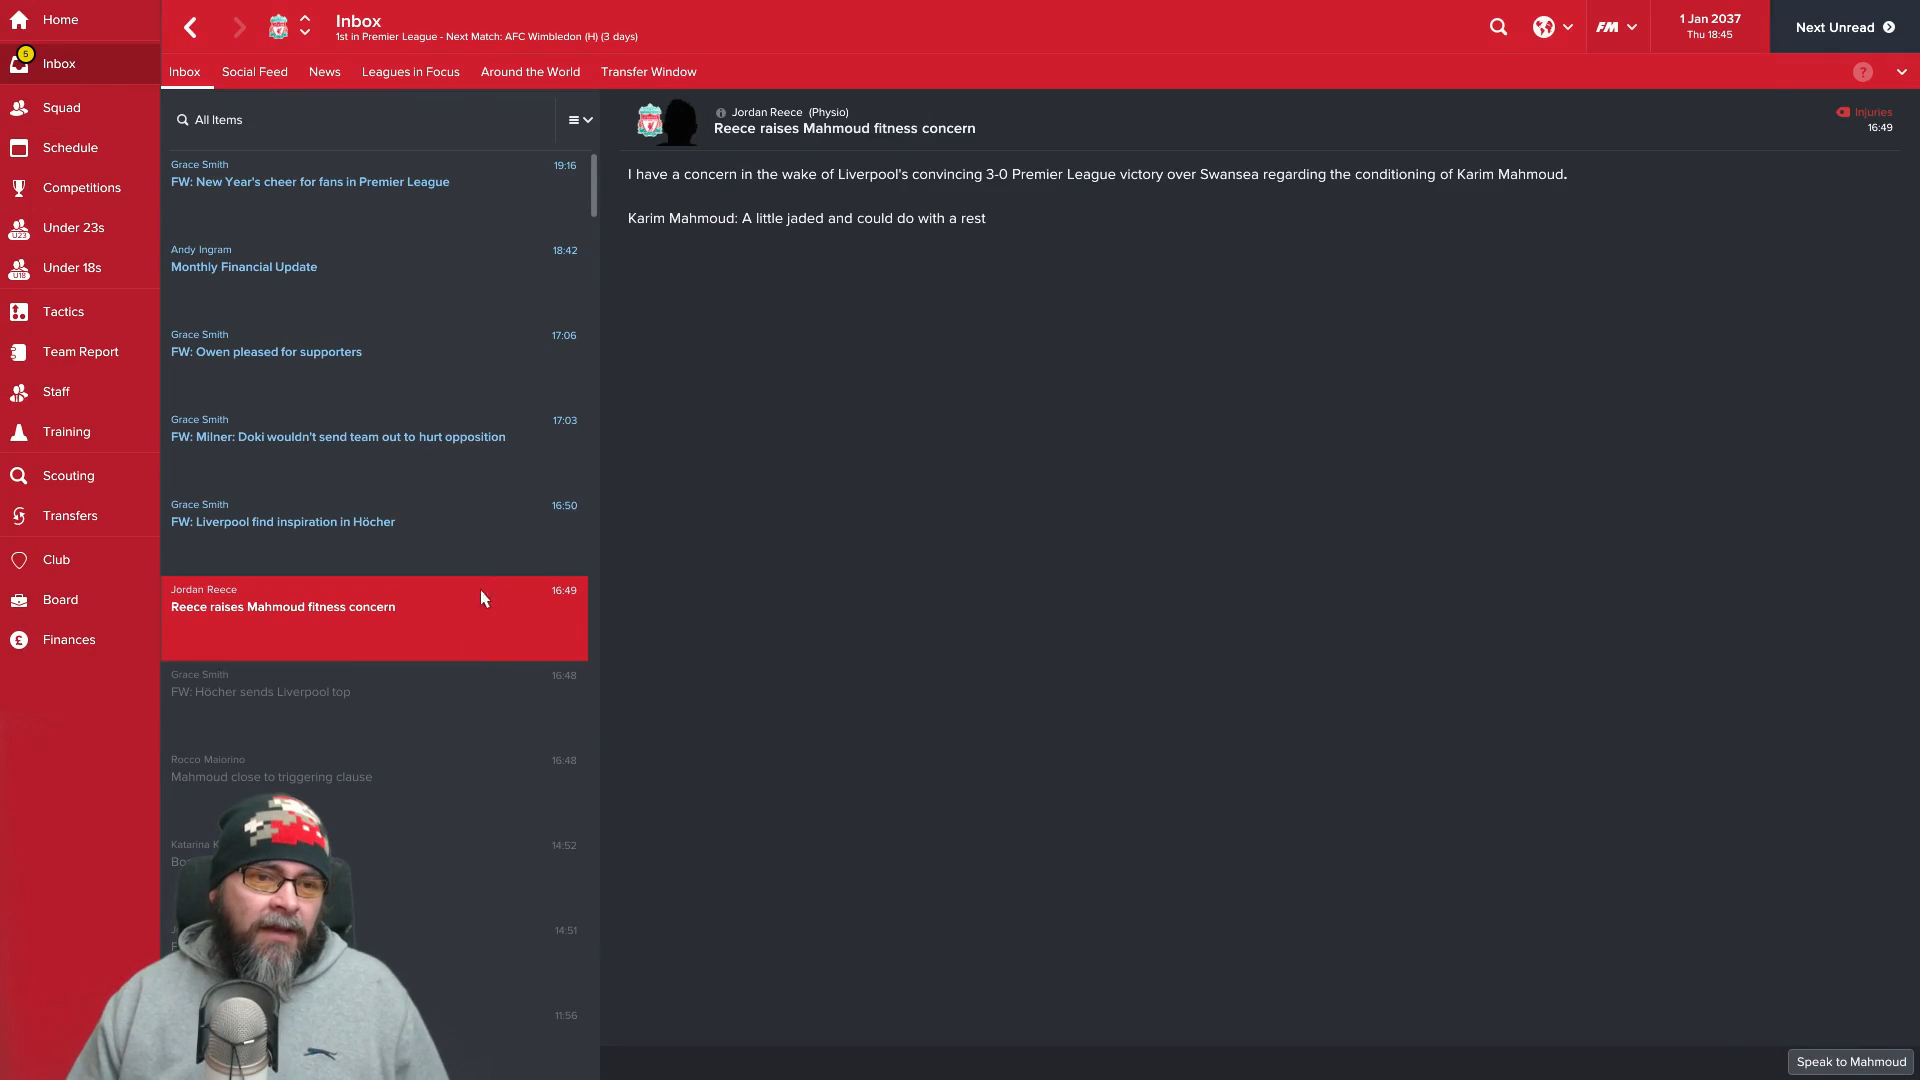 Home
5
Inbox
Squad
Schedule
Competitions
Under 23s
Under 18s
Tactics
Team Report
Staff
Training
Scouting
Transfers
Club
Board
Finances
Inbox
1st in Premier League - Next Match: AFC Wimbledon (H) (3 days)
FM
1 Jan 2037
Thu 18:45
Next Unread
Inbox
Social Feed
News
Leagues in Focus
Around the World
Transfer Window
?
All Items
Grace Smith
19:16
FW: New Year's cheer for fans in Premier League
Andy Ingram
18:42
Monthly Financial Update
Grace Smith
17:06
FW: Owen pleased for supporters
Grace Smith
17:03
FW: Milner: Doki wouldn't send team out to hurt opposition
Grace Smith
16:50
FW: Liverpool find inspiration in Höcher
Jordan Reece
16:49
Reece raises Mahmoud fitness concern
Grace Smith
16:48
FW: Höcher sends Liverpool top
Rocco Maiorino
16:48
Mahmoud close to triggering clause
Katarina K
14:52
14:51
11:56
Jordan Reece (Physio)
Reece raises Mahmoud fitness concern
Injuries
16:49
I have a concern in the wake of Liverpool's convincing 3-0 Premier League victory over Swansea regarding the conditioning of Karim Mahmoud.
Karim Mahmoud: A little jaded and could do with a rest
Speak to Mahmoud